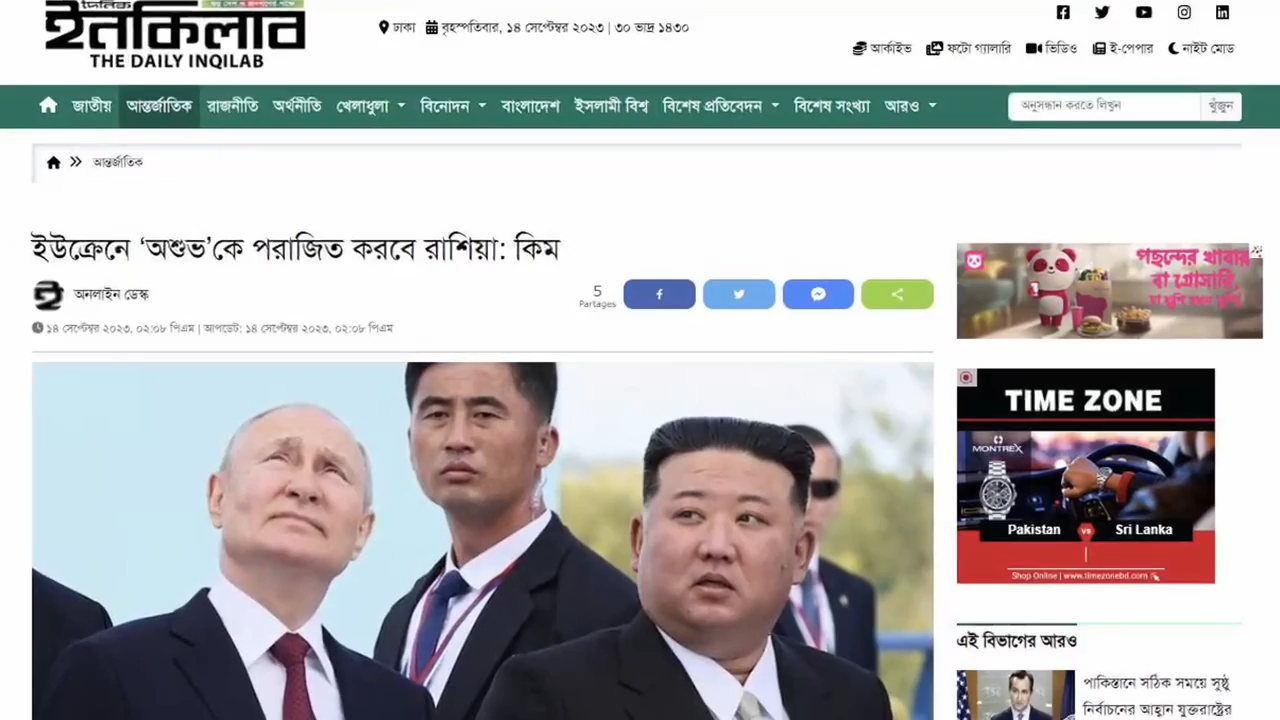 দৈনিক
ইনকিলাব
THE DAILY INQILAB
ঢাকা বৃহস্পতিবার, ১৪ সেপ্টেম্বর ২০২৩ | ৩০ ভাদ্র ১৪৩০
আর্কাইভ ফটো গ্যালারি ভিডিও ই-পেপার নাইট মোড
জাতীয় আন্তর্জাতিক রাজনীতি অর্থনীতি খেলাধুলা বিনোদন বাংলাদেশ ইসলামী বিশ্ব বিশেষ প্রতিবেদন বিশেষ সংখ্যা আরও অনুসন্ধান করতে লিখুন খুঁজুন
আন্তর্জাতিক
ইউক্রেনে ‘অশুভ’কে পরাজিত করবে রাশিয়া: কিম
অনলাইন ডেস্ক
5
Partages
১৪ সেপ্টেম্বর ২০২৩, ০২:০৮ পিএম | আপডেট: ১৪ সেপ্টেম্বর ২০২৩, ০২:০৮ পিএম
পছন্দের খাবার
বা গ্রোসারি,
TIME ZONE
MONTREX
Pakistan vs Sri Lanka
Shop Online | www.timezonebd.com
এই বিভাগের আরও
পাকিস্তানে সঠিক সময়ে সুষ্ঠু
নির্বাচনের আহ্বান যুক্তরাষ্ট্রের